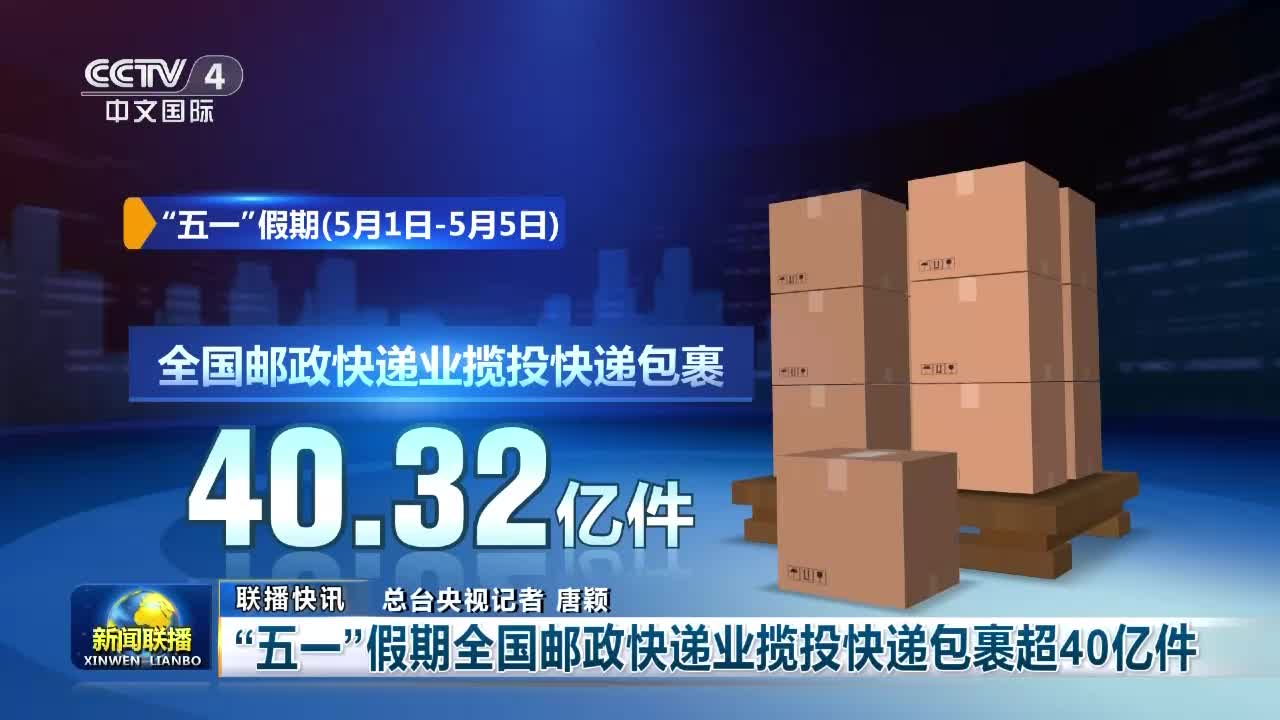 CCTV 4
中文国际
“五一”假期(5月1日-5月5日)
全国邮政快递业揽投快递包裹
40.32亿件
联播快讯 总台央视记者 唐颖
新闻联播
XINWEN LIANBO
“五一”假期全国邮政快递业揽投快递包裹超40亿件